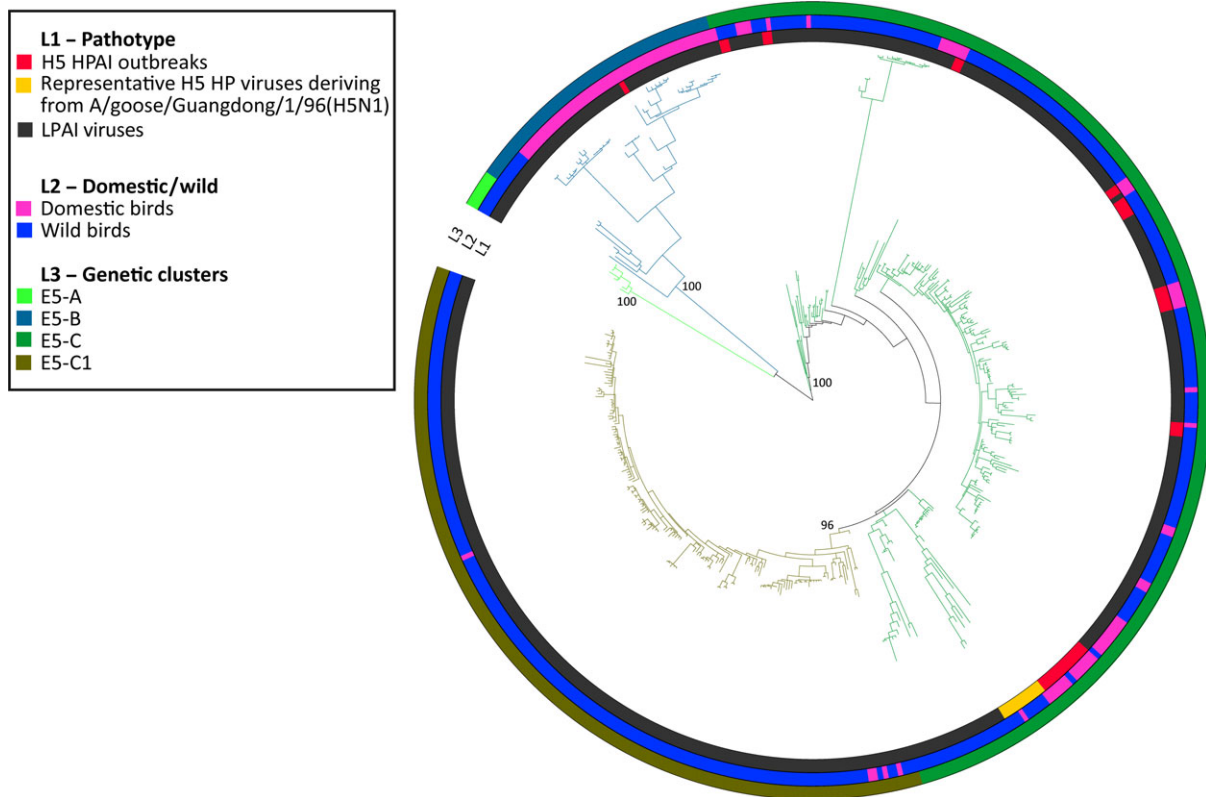 L1 – Pathotype
H5 HPAI outbreaks
Representative H5 HP viruses deriving
from A/goose/Guangdong/1/96(H5N1)
LPAI viruses
L2 – Domestic/wild
Domestic birds
Wild birds
L3 – Genetic clusters
E5-A
E5-B
E5-C
E5-C1
L3
L2
L1
100
100
100
96